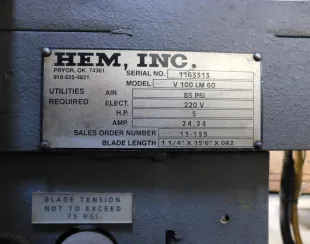 HEM, INC.
PRYOR, OK. 74361
918-825-4821
SERIAL NO. 1163313
MODEL V 100 LM 60
UTILITIES AIR 85 PSI
REQUIRED ELECT. 220 V
H.P. 5
AMP. 24.24
SALES ORDER NUMBER 13-135
BLADE LENGTH 1 1/4" X 15'6" X.042
BLADE TENSION
NOT TO EXCEED
75 PSI.